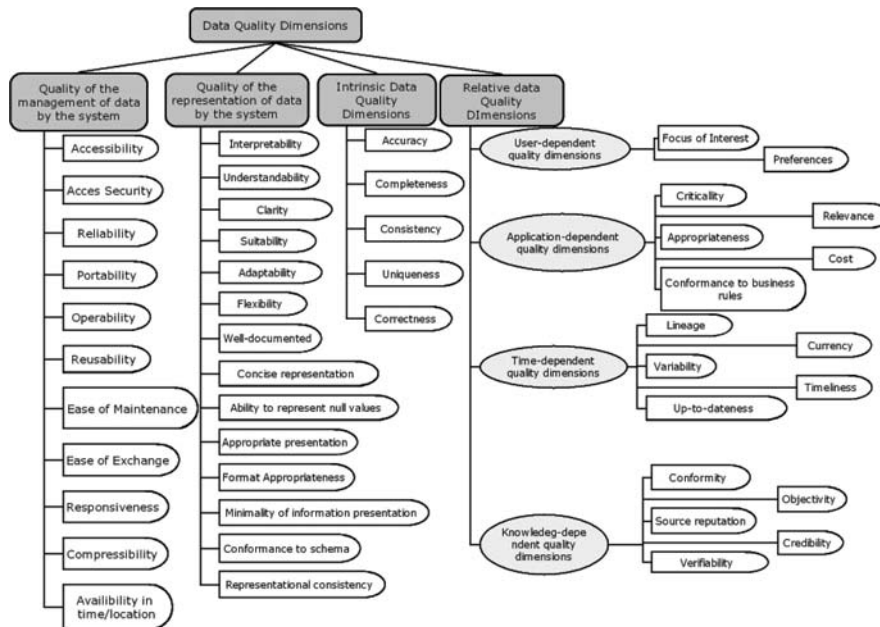 Data Quality Dimensions
Quality of the
management of data
by the system
Accessibility
Acces Security
Reliability
Portability
Operability
Reusability
Ease of Maintenance
Ease of Exchange
Responsiveness
Compressibility
Availibility in
time/location
Quality of the
representation of data
by the system
Interpretability
Understandability
Clarity
Suitability
Adaptability
Flexibility
Well-documented
Concise representation
Ability to represent null values
Appropriate presentation
Format Appropriateness
Minimality of information presentation
Conformance to schema
Representational consistency
Intrinsic Data
Quality
Dimensions
Accuracy
Completeness
Consistency
Uniqueness
Correctness
Relative data
Quality
DImensions
User-dependent
quality dimensions
Focus of Interest
Preferences
Application-dependent
quality dimensions
Criticality
Relevance
Appropriateness
Cost
Conformance to business
rules
Time-dependent
quality dimensions
Lineage
Currency
Variability
Timeliness
Up-to-dateness
Knowledeg-depe
ndent quality
dimensions
Conformity
Objectivity
Source reputation
Credibility
Verifiability